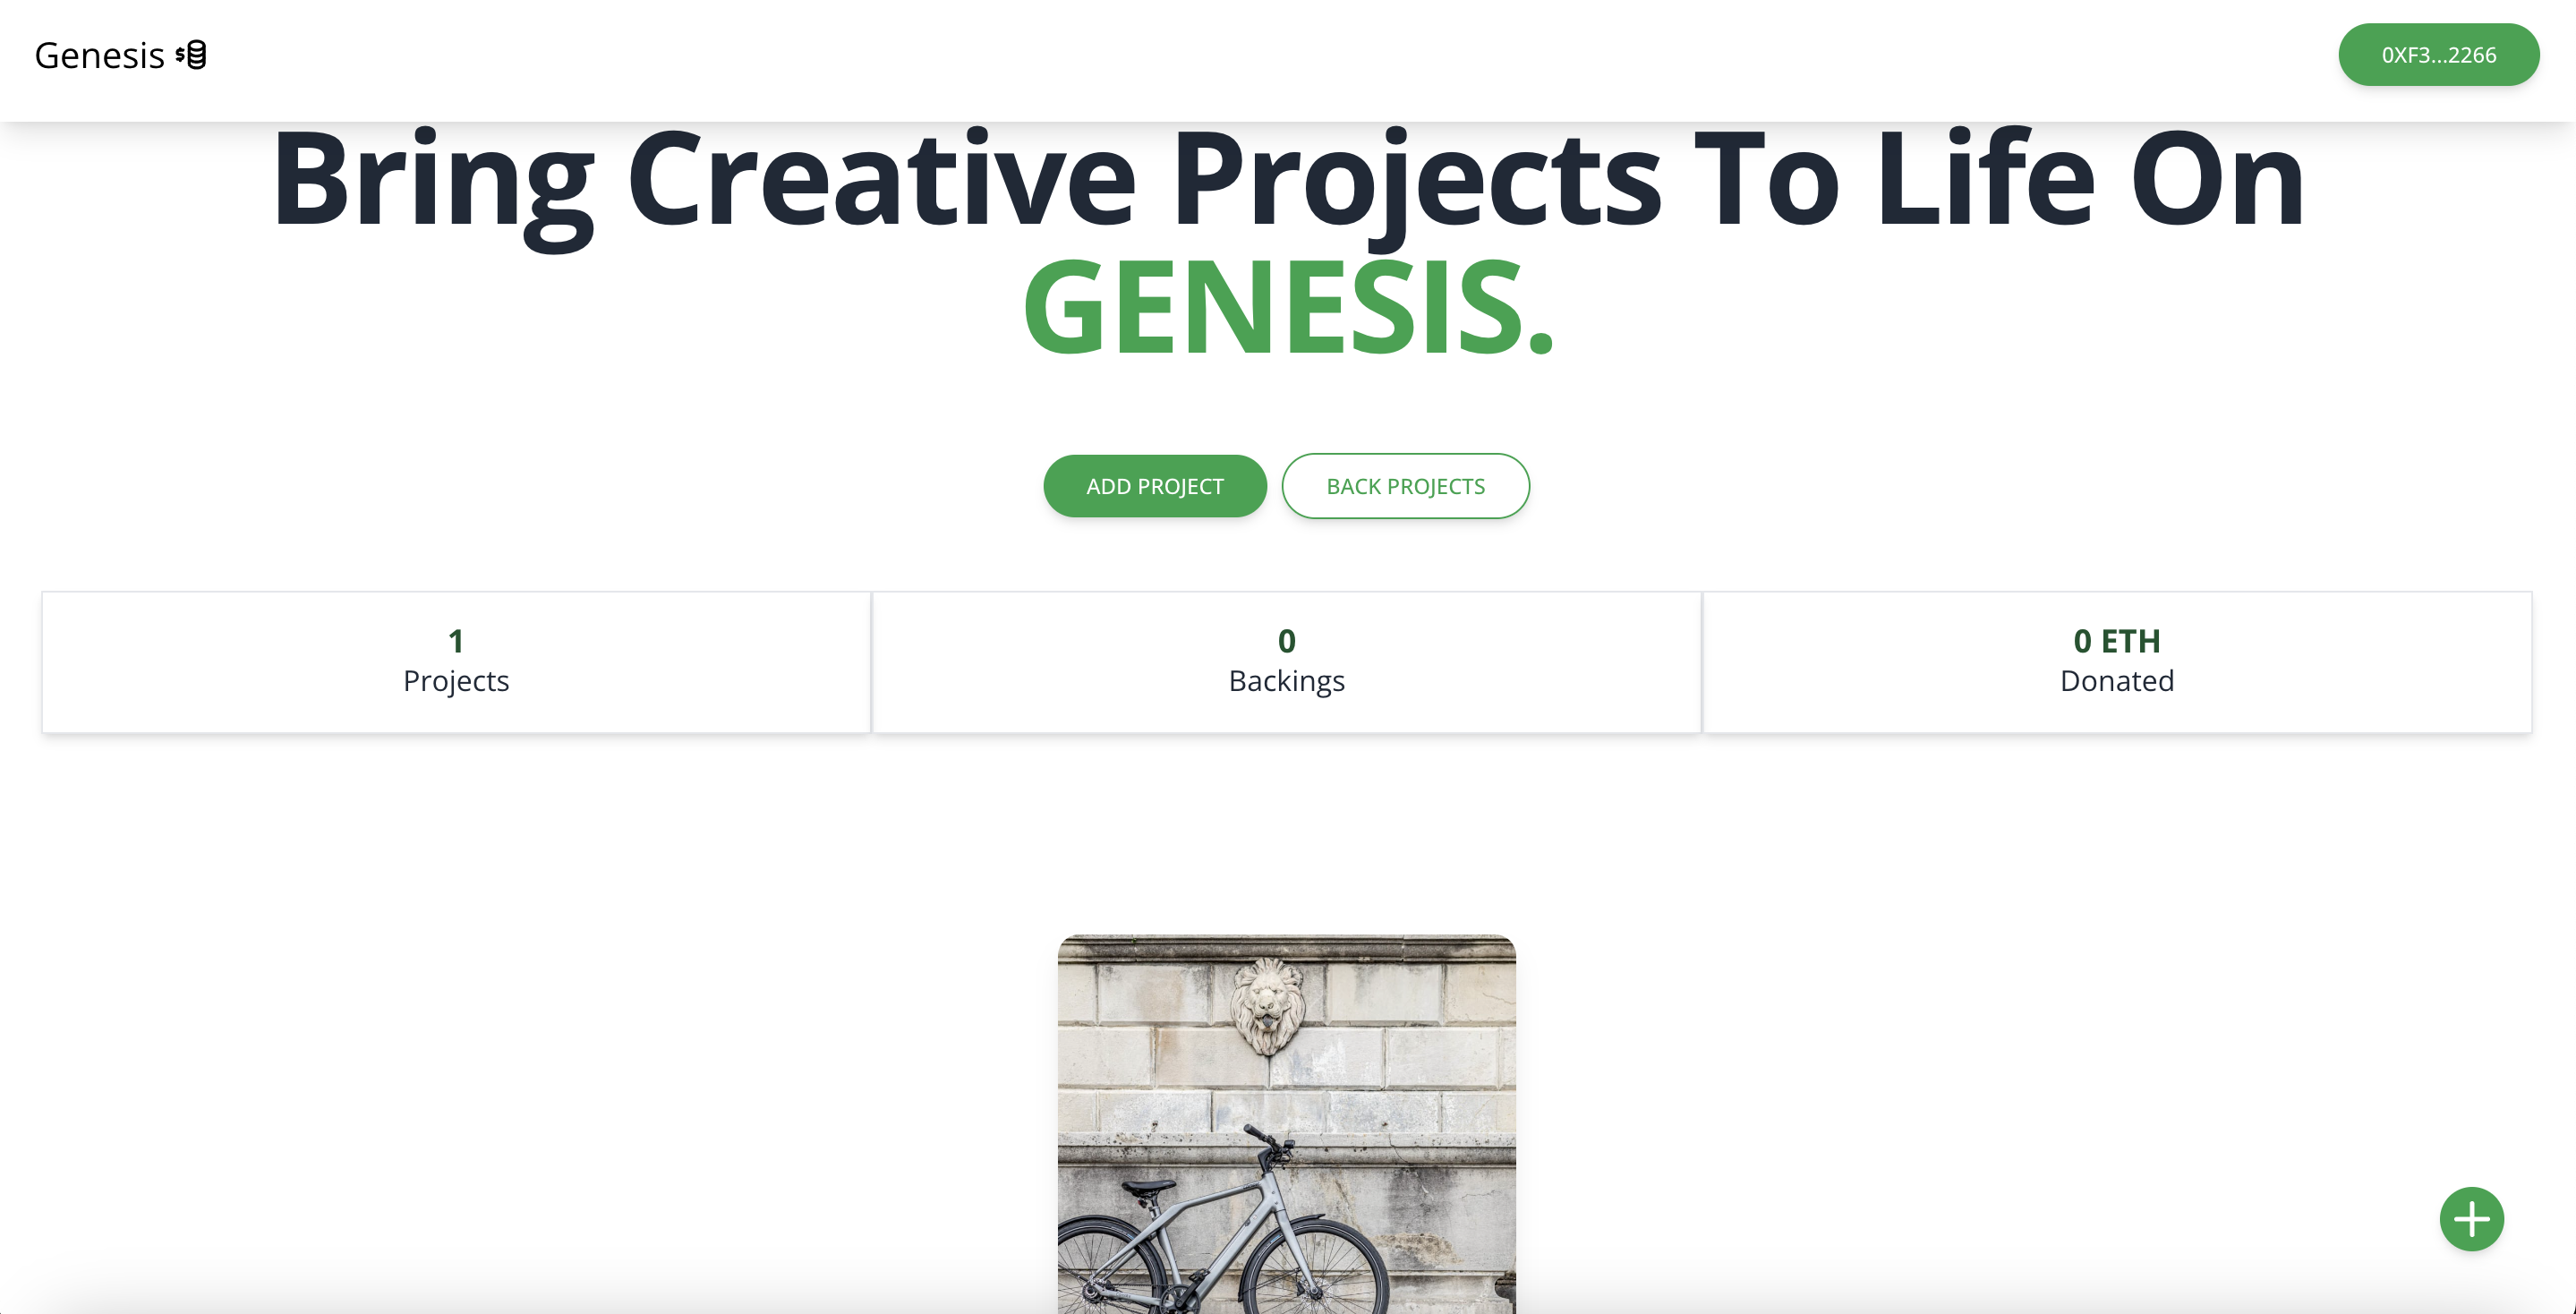 Genesis
0XF3...2266
Bring Creative Projects To Life On
GENESIS.
ADD PROJECT
BACK PROJECTS
1
Projects
0
Backings
0 ETH
Donated